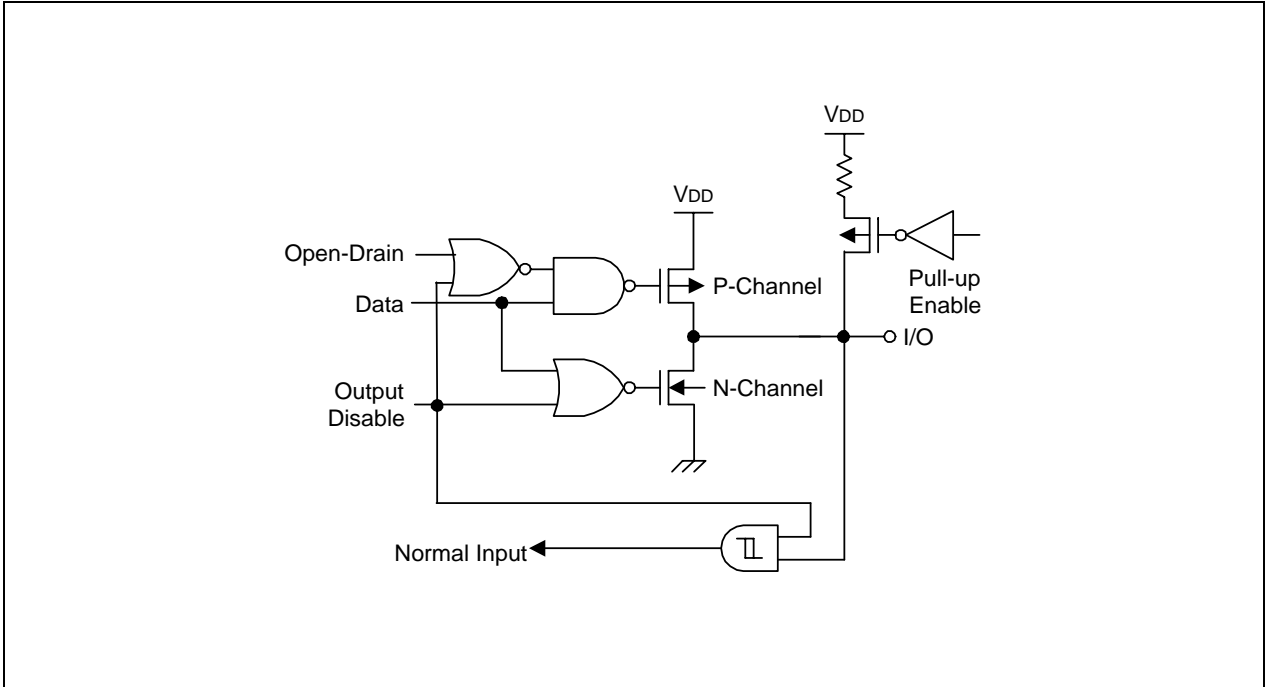 VDD
VDD
Open-Drain
P-Channel
Pull-up
Enable
Data
I/O
Output
Disable
N-Channel
Normal Input